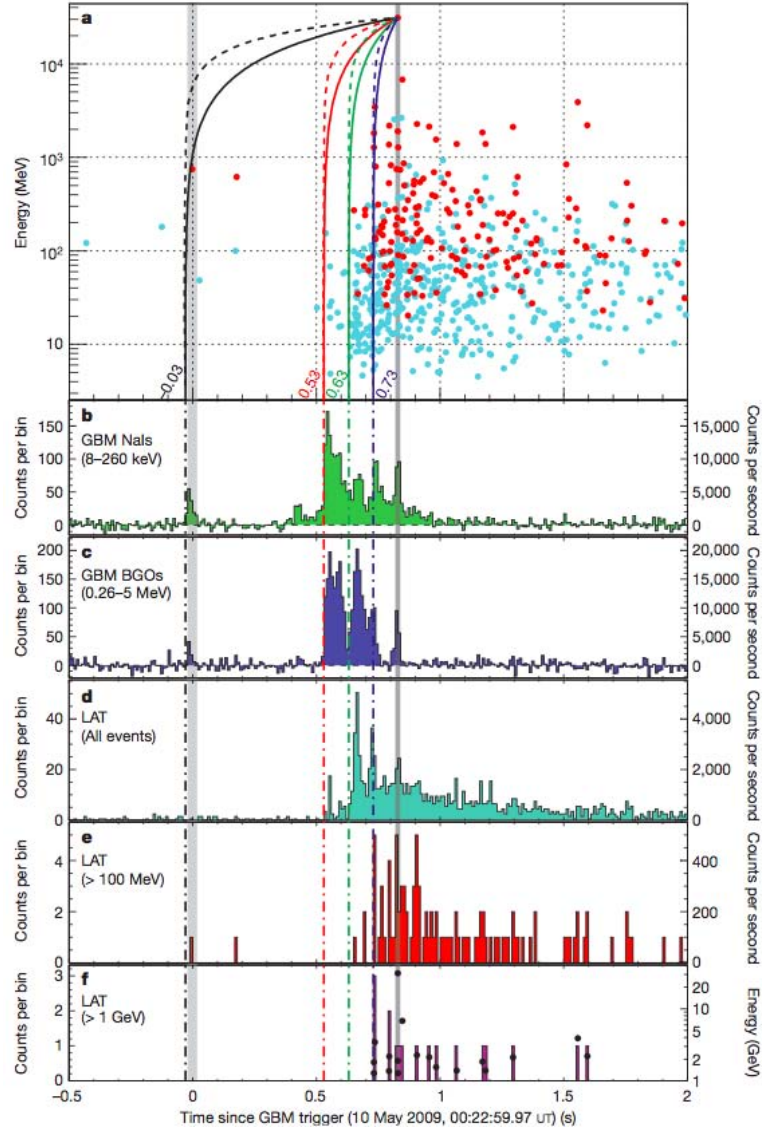 a
10⁴
10³
10²
10
Energy (MeV)
–0.03
0.53
0.63
0.73
b
GBM NaIs
(8–260 keV)
150
100
50
0
Counts per bin
15,000
10,000
5,000
0
Counts per second
c
GBM BGOs
(0.26–5 MeV)
200
150
100
50
0
Counts per bin
20,000
15,000
10,000
5,000
0
Counts per second
d
LAT
(All events)
40
20
0
Counts per bin
4,000
2,000
0
Counts per second
e
LAT
(> 100 MeV)
4
2
0
Counts per bin
400
200
0
Counts per second
f
LAT
(> 1 GeV)
3
2
1
0
Counts per bin
20
10
5
2
1
Energy (GeV)
–0.5
0
0.5
1.0
1.5
2
Time since GBM trigger (10 May 2009, 00:22:59.97 UT) (s)